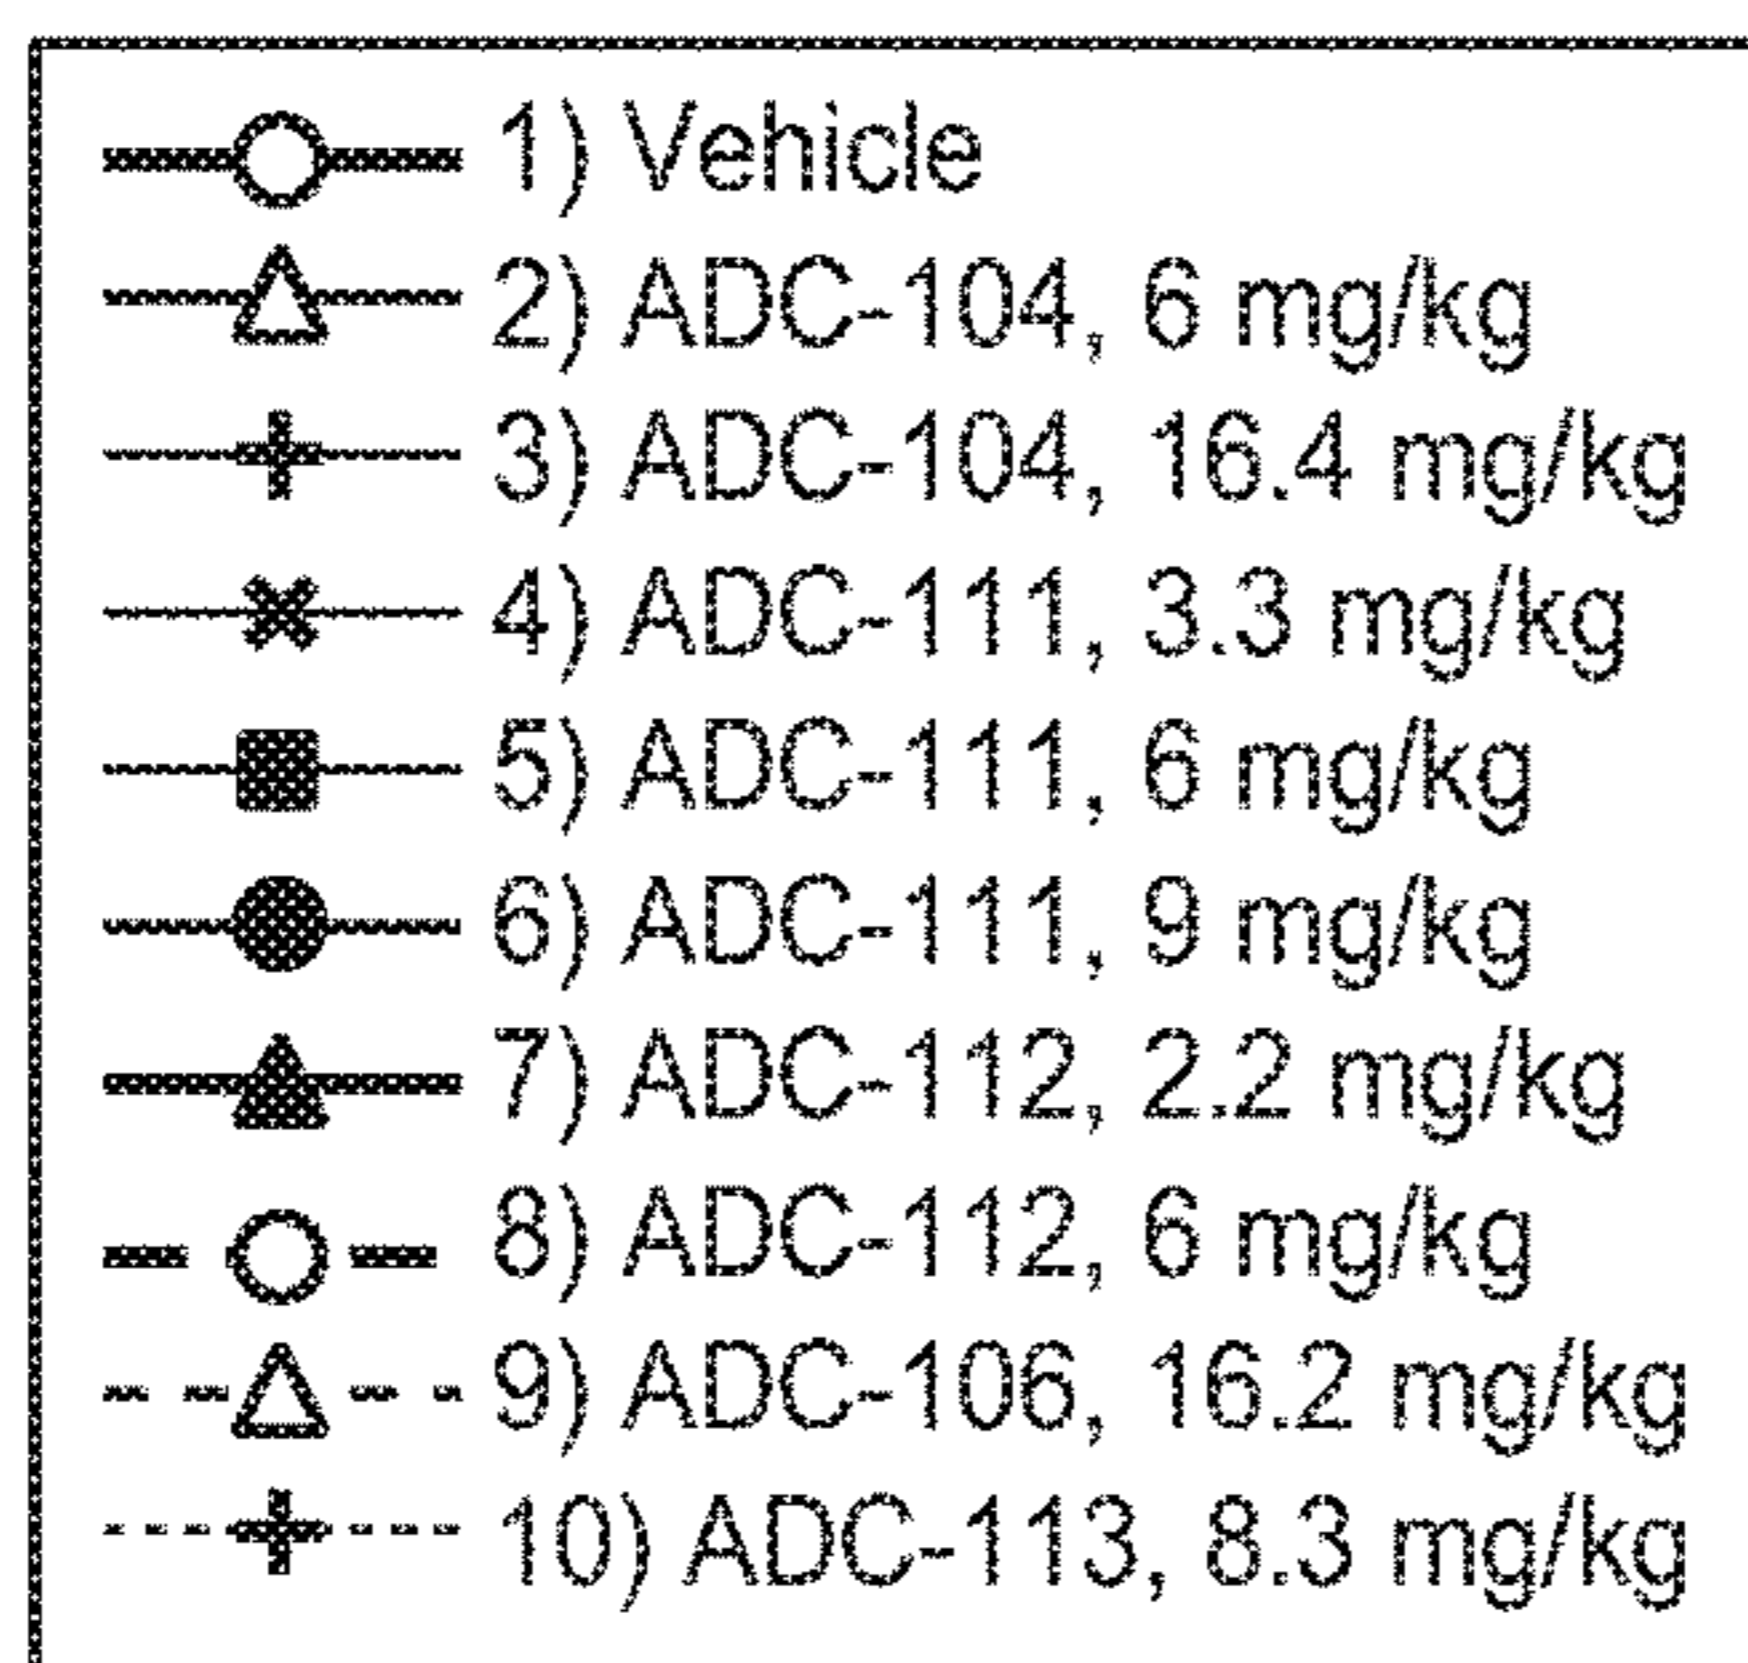 1) Vehicle
2) ADC-104, 6 mg/kg
3) ADC-104, 16.4 mg/kg
4) ADC-111, 3.3 mg/kg
5) ADC-111, 6 mg/kg
6) ADC-111, 9 mg/kg
7) ADC-112, 2.2 mg/kg
8) ADC-112, 6 mg/kg
9) ADC-106, 16.2 mg/kg
10) ADC-113, 8.3 mg/kg